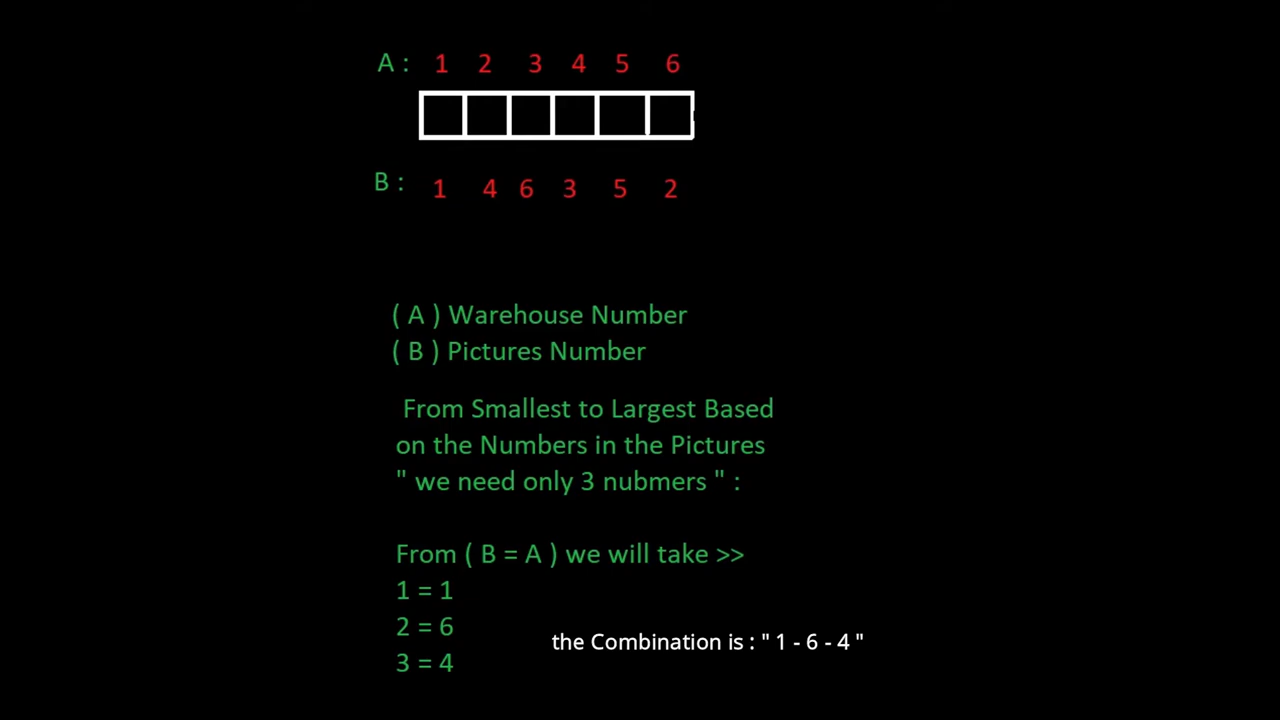 A : 1 2 3 4 5 6
B : 1 4 6 3 5 2
( A ) Warehouse Number
( B ) Pictures Number
From Smallest to Largest Based
on the Numbers in the Pictures
" we need only 3 nubmers " :
From ( B = A ) we will take >>
1 = 1
2 = 6
the Combination is : " 1 - 6 - 4 "
3 = 4